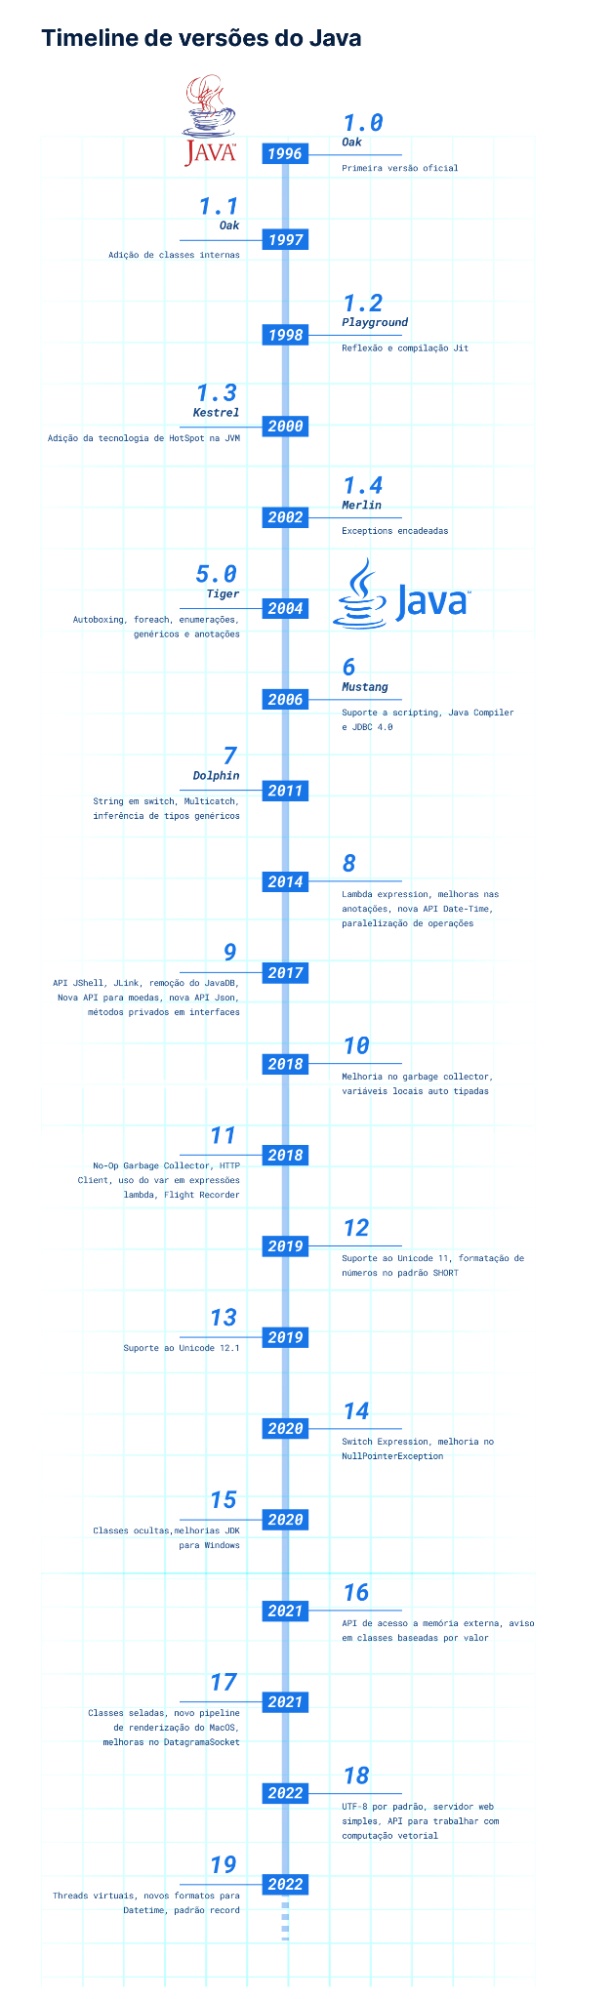 Timeline de versões do Java
JAVA™
1.0
Oak
1996
Primeira versão oficial
1.1
Oak
1997
Adição de classes internas
1.2
Playground
1998
Reflexão e compilação Jit
1.3
Kestrel
2000
Adição da tecnologia de HotSpot na JVM
1.4
Merlin
2002
Exceptions encadeadas
5.0
Tiger
2004
Autoboxing, foreach, enumerações,
genéricos e anotações
Java™
6
Mustang
2006
Suporte a scripting, Java Compiler
e JDBC 4.0
7
Dolphin
2011
String em switch, Multicatch,
inferência de tipos genéricos
8
2014
Lambda expression, melhoras nas
anotações, nova API Date-Time,
paralelização de operações
9
2017
API JShell, JLink, remoção do JavaDB,
Nova API para moedas, nova API Json,
métodos privados em interfaces
10
2018
Melhoria no garbage collector,
variáveis locais auto tipadas
11
2018
No-Op Garbage Collector, HTTP
Client, uso do var em expressões
lambda, Flight Recorder
12
2019
Suporte ao Unicode 11, formatação de
números no padrão SHORT
13
2019
Suporte ao Unicode 12.1
14
2020
Switch Expression, melhoria no
NullPointerException
15
2020
Classes ocultas,melhorias JDK
para Windows
16
2021
API de acesso a memória externa, aviso
em classes baseadas por valor
17
2021
Classes seladas, novo pipeline
de renderização do MacOS,
melhoras no DatagramaSocket
18
2022
UTF-8 por padrão, servidor web
simples, API para trabalhar com
computação vetorial
19
2022
Threads virtuais, novos formatos para
Datetime, padrão record